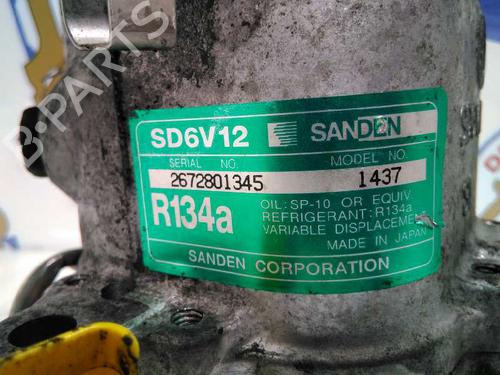 SD6V12 SANDEN
SERIAL NO. MODEL NO.
2672801345 1437
R134a
OIL: SP-10 OR EQUIV.
REFRIGERANT: R134a
VARIABLE DISPLACEMENT
MADE IN JAPAN
SANDEN CORPORATION
B-PARTS